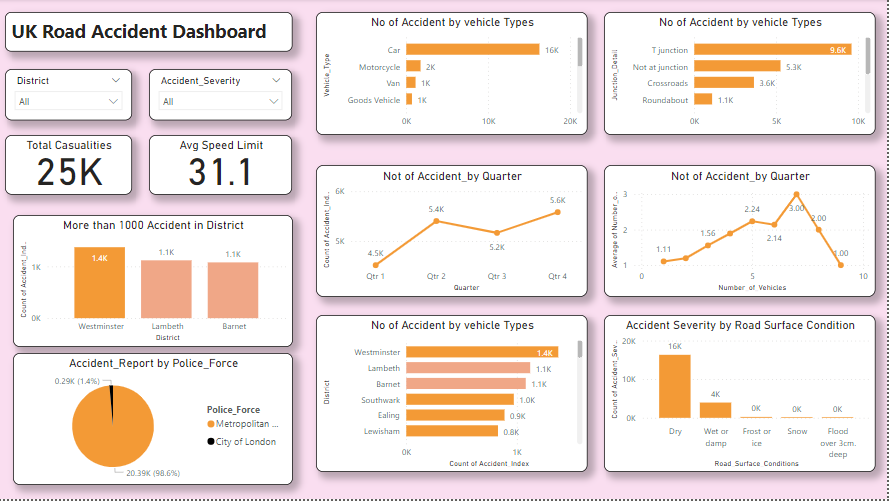 UK Road Accident Dashboard
District
All
Accident_Severity
All
Total Casualities
25K
Avg Speed Limit
31.1
More than 1000 Accident in District
Count of Accident_Ind...
1K
0K
1.4K
1.1K
1.1K
Westminster
Lambeth
Barnet
District
Accident_Report by Police_Force
0.29K (1.4%)
20.39K (98.6%)
Police_Force
Metropolitan ...
City of London
No of Accident by vehicle Types
Vehicle_Type
Car
16K
Motorcycle
2K
Van
1K
Goods Vehicle
1K
0K
10K
20K
No of Accident by vehicle Types
Junction_Detail
T junction
9.6K
Not at junction
5.3K
Crossroads
3.6K
Roundabout
1.1K
0K
5K
10K
Not of Accident_by Quarter
Count of Accident_Ind...
6K
5K
4.5K
5.4K
5.2K
5.6K
Qtr 1
Qtr 2
Qtr 3
Qtr 4
Quarter
Not of Accident_by Quarter
Average of Number_o...
3
2
1
1.11
1.56
2.24
2.14
3.00
2.00
1.00
0
5
10
Number_of_Vehicles
No of Accident by vehicle Types
District
Westminster
1.4K
Lambeth
1.1K
Barnet
1.1K
Southwark
1.0K
Ealing
0.9K
Lewisham
0.8K
0K
1K
Count of Accident_Index
Accident Severity by Road Surface Condition
Count of Accident_Sev...
20K
10K
0K
16K
4K
0K
0K
0K
Dry
Wet or
damp
Frost or
ice
Snow
Flood
over 3cm.
deep
Road_Surface_Conditions